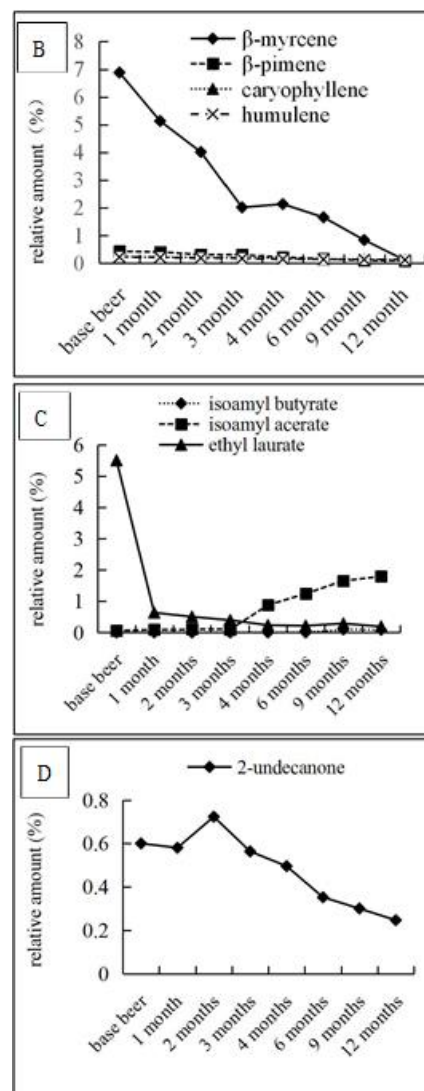 B
β-myrcene
β-pimene
caryophyllene
humulene
relative amount (%)
8
7
6
5
4
3
2
1
0
base beer
1 month
2 month
3 month
4 month
6 month
9 month
12 month
C
isoamyl butyrate
isoamyl acerate
ethyl laurate
relative amount (%)
6
5
4
3
2
1
0
base beer
1 month
2 months
3 months
4 months
6 months
9 months
12 months
D
2-undecanone
relative amount (%)
0.8
0.6
0.4
0.2
0
base beer
1 month
2 months
3 months
4 months
6 months
9 months
12 months